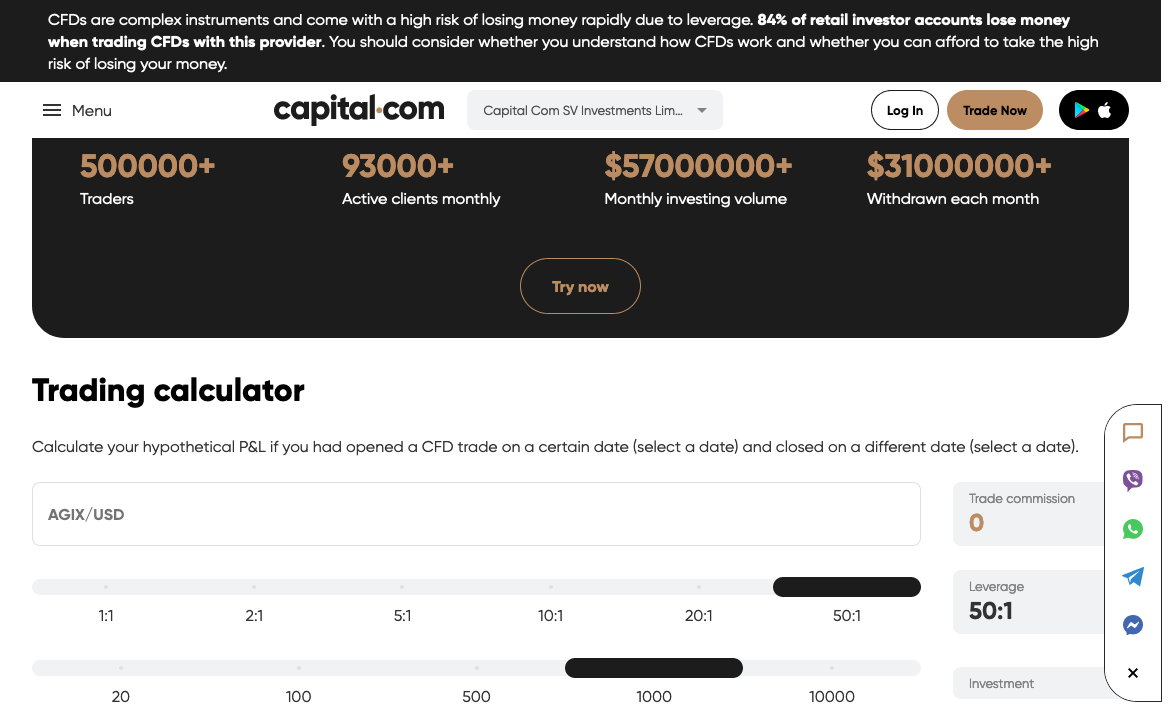 CFDs are complex instruments and come with a high risk of losing money rapidly due to leverage. 84% of retail investor accounts lose money
when trading CFDs with this provider. You should consider whether you understand how CFDs work and whether you can afford to take the high
risk of losing your money.
Menu
capital.com
Capital Com SV Investments Lim...
Log In
Trade Now
500000+
93000+
$57000000+
$31000000+
Traders
Active clients monthly
Monthly investing volume
Withdrawn each month
Try now
Trading calculator
Calculate your hypothetical P&L if you had opened a CFD trade on a certain date (select a date) and closed on a different date (select a date).
AGIX/USD
Trade commission
0
1:1
2:1
5:1
10:1
20:1
50:1
Leverage
50:1
20
100
500
1000
10000
Investment